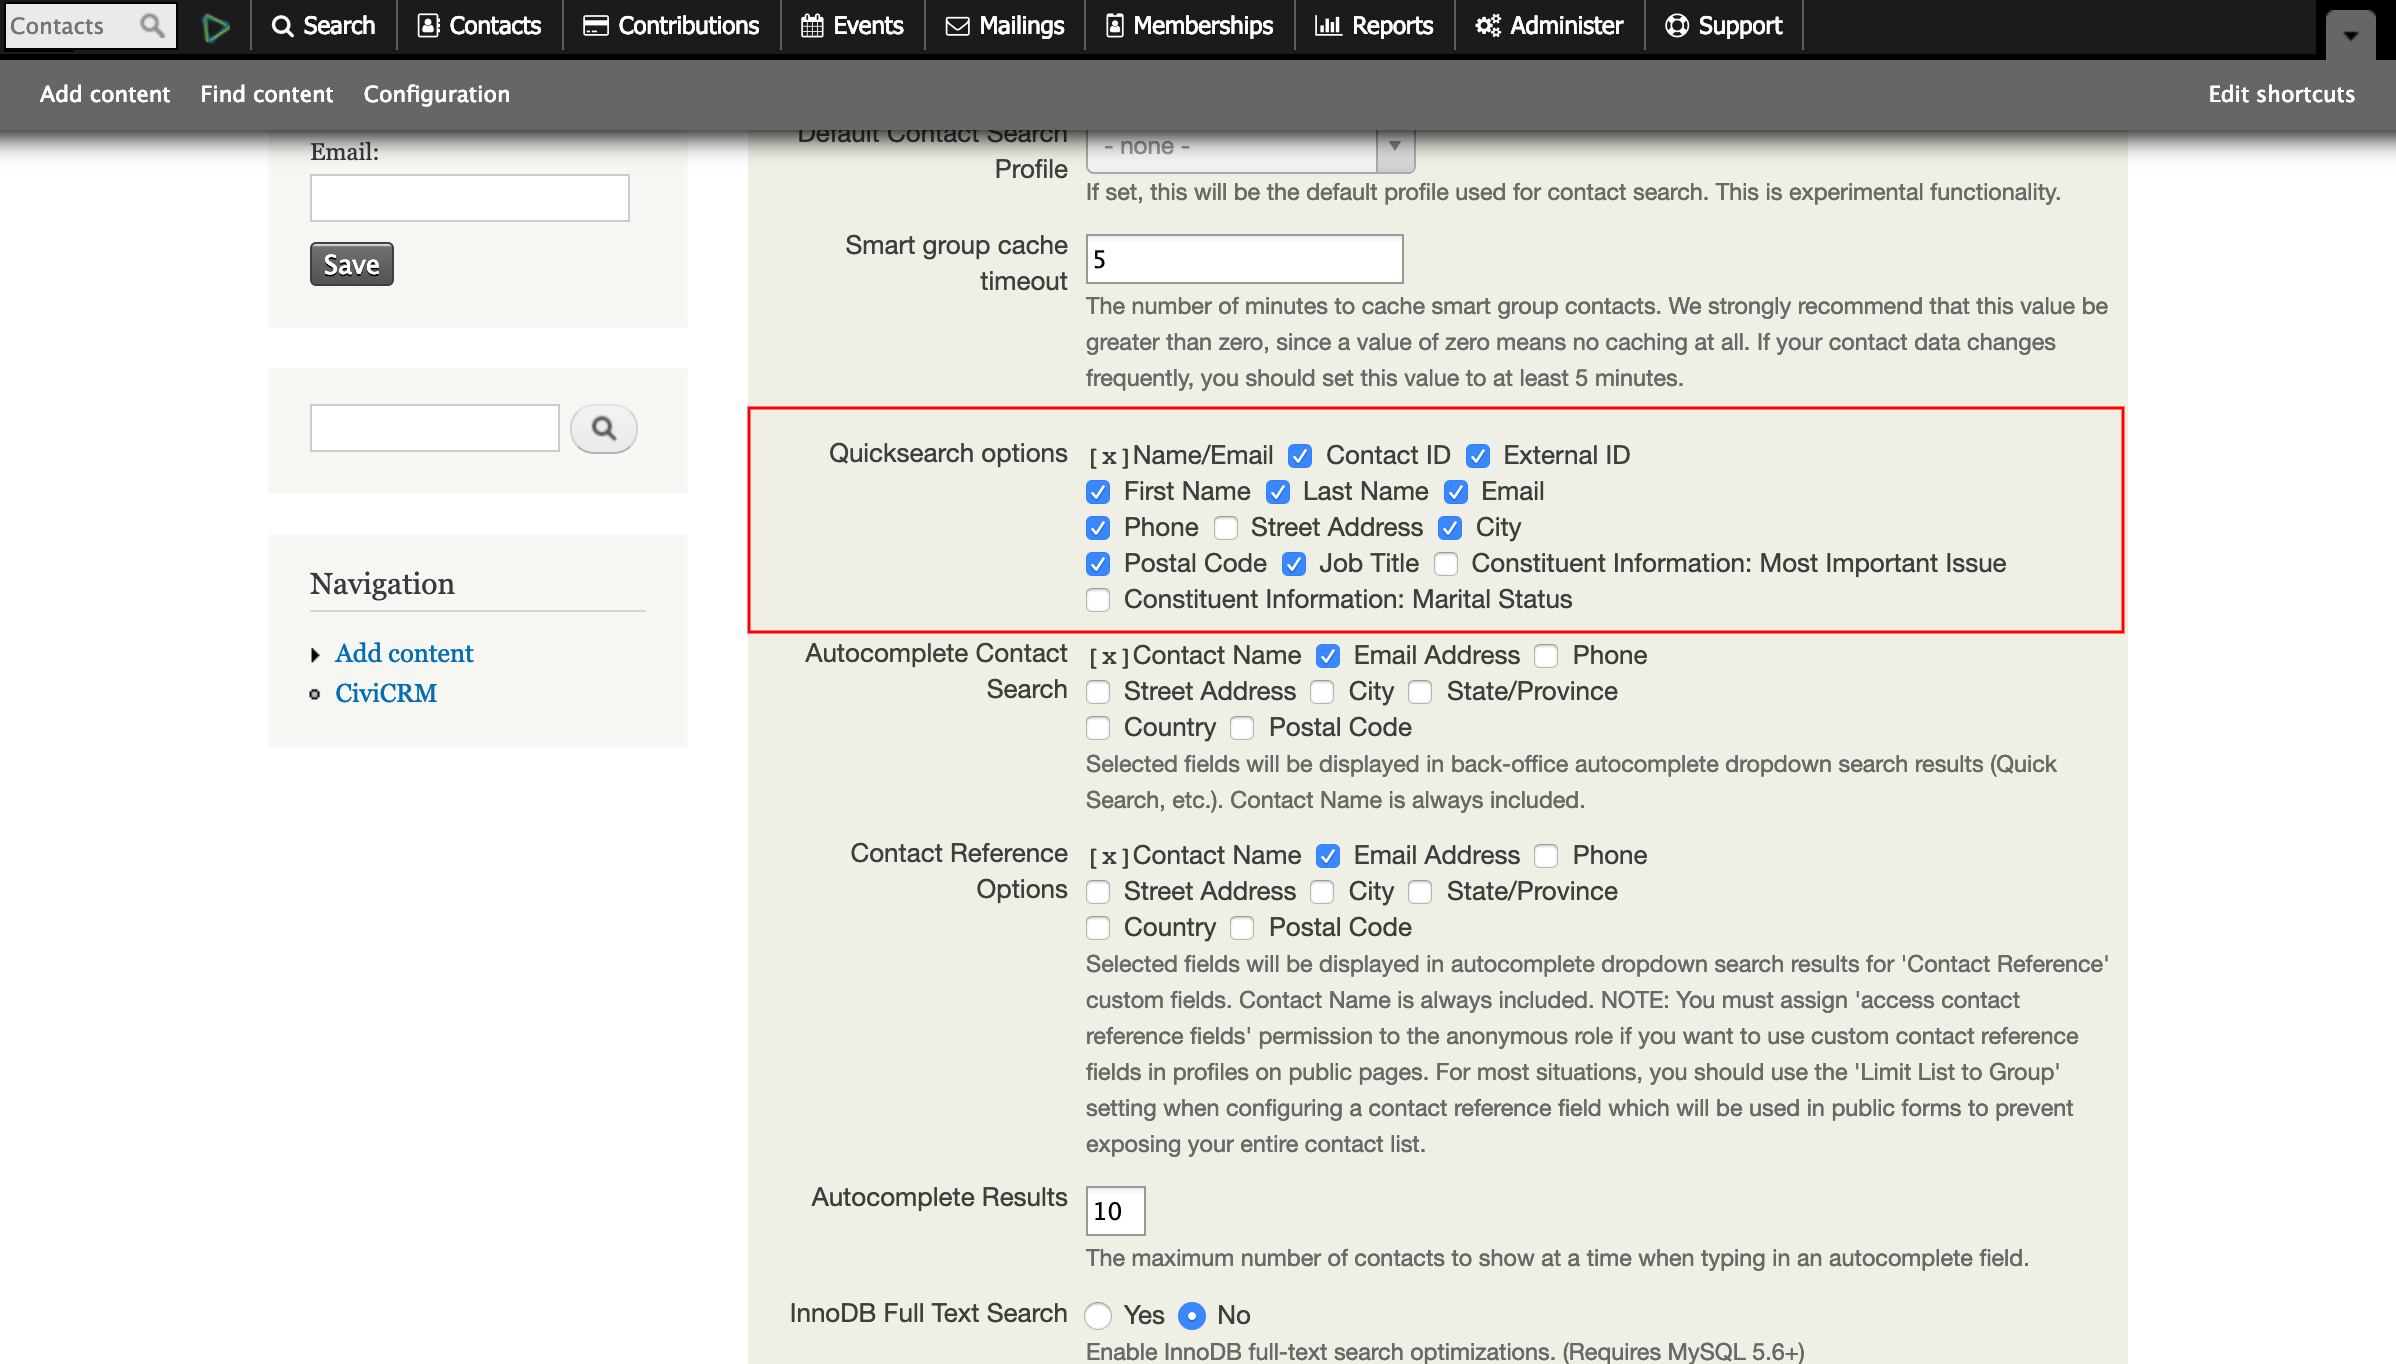 Contacts
Search
Contacts
Contributions
Events
Mailings
Memberships
Reports
Administer
Support
Add content
Find content
Configuration
Edit shortcuts
Email:
Save
Navigation
Add content
CiviCRM
Default Contact Search
Profile
- none -
If set, this will be the default profile used for contact search. This is experimental functionality.
Smart group cache
timeout
5
The number of minutes to cache smart group contacts. We strongly recommend that this value be
greater than zero, since a value of zero means no caching at all. If your contact data changes
frequently, you should set this value to at least 5 minutes.
Quicksearch options
[x]Name/Email Contact ID External ID
First Name Last Name Email
Phone Street Address City
Postal Code Job Title Constituent Information: Most Important Issue
Constituent Information: Marital Status
Autocomplete Contact
Search
[x]Contact Name Email Address Phone
Street Address City State/Province
Country Postal Code
Selected fields will be displayed in back-office autocomplete dropdown search results (Quick
Search, etc.). Contact Name is always included.
Contact Reference
Options
[x]Contact Name Email Address Phone
Street Address City State/Province
Country Postal Code
Selected fields will be displayed in autocomplete dropdown search results for 'Contact Reference'
custom fields. Contact Name is always included. NOTE: You must assign 'access contact
reference fields' permission to the anonymous role if you want to use custom contact reference
fields in profiles on public pages. For most situations, you should use the 'Limit List to Group'
setting when configuring a contact reference field which will be used in public forms to prevent
exposing your entire contact list.
Autocomplete Results
10
The maximum number of contacts to show at a time when typing in an autocomplete field.
InnoDB Full Text Search
Yes No
Enable InnoDB full-text search optimizations. (Requires MySQL 5.6+)